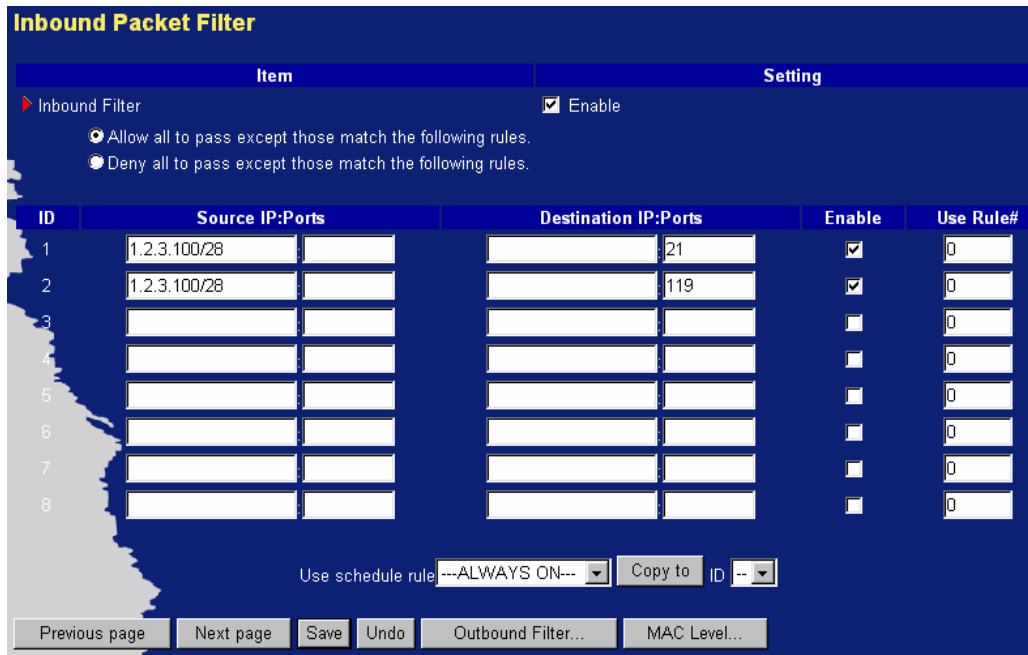 Inbound Packet Filter
Item Setting
Inbound Filter Enable
Allow all to pass except those match the following rules.
Deny all to pass except those match the following rules.
ID Source IP:Ports Destination IP:Ports Enable Use Rule#
1 1.2.3.100/28 : : 21 0
2 1.2.3.100/28 : : 119 0
3 : : 0
4 : : 0
5 : : 0
6 : : 0
7 : : 0
8 : : 0
Use schedule rule ---ALWAYS ON--- Copy to ID --
Previous page Next page Save Undo Outbound Filter... MAC Level...